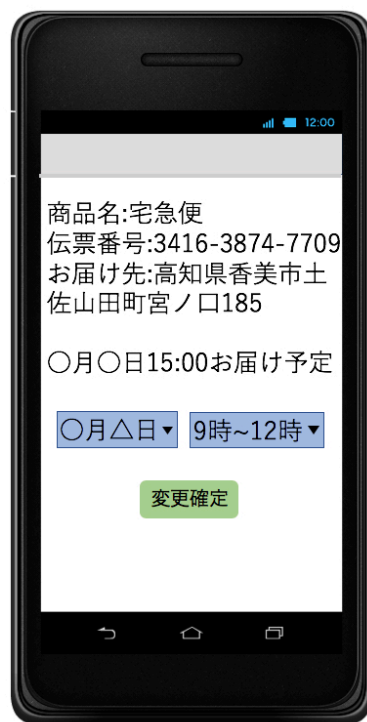 12:00
商品名:宅急便
伝票番号:3416-3874-7709
お届け先:高知県香美市土
佐山田町宮ノ口185
〇月〇日15:00お届け予定
〇月△日▼ 9時~12時▼
変更確定